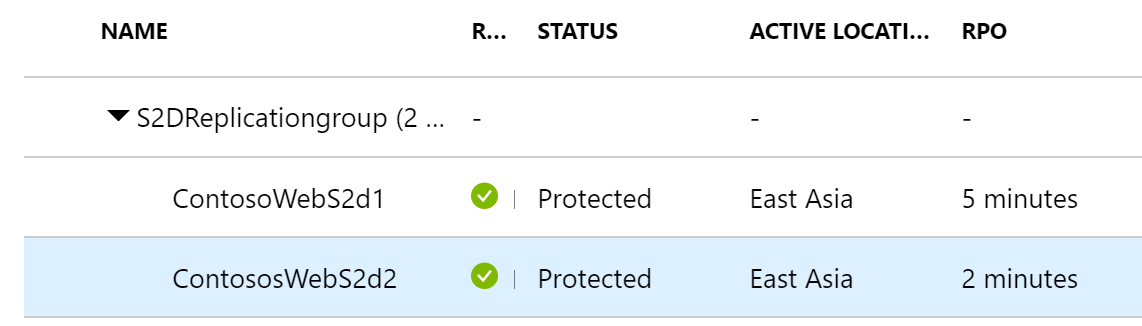 NAME R... STATUS ACTIVE LOCATI... RPO
S2DReplicationgroup (2 ... - - -
ContosoWebS2d1 Protected East Asia 5 minutes
ContososWebS2d2 Protected East Asia 2 minutes